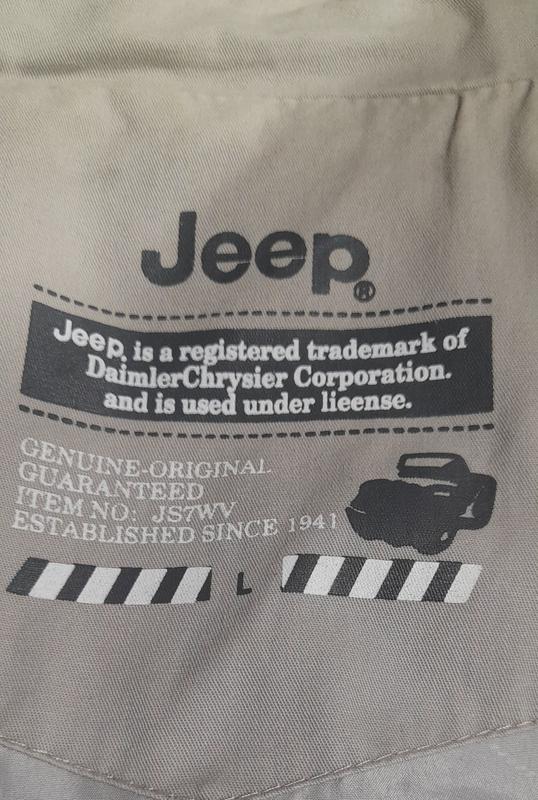 Jeep®
Jeep, is a registered trademark of
DaimlerChrysier Corporation.
and is used under lieense.
GENUINE-ORIGINAL
GUARANTEED
ITEM NO: JS7WV
ESTABLISHED SINCE 1941
L